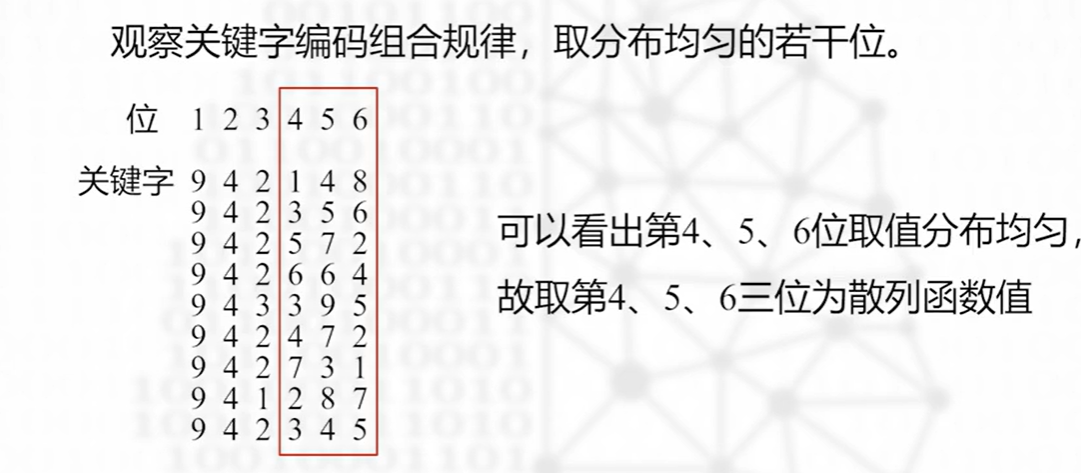 观察关键字编码组合规律，取分布均匀的若干位。
位 1 2 3 4 5 6
关键字 9 4 2 1 4 8
9 4 2 3 5 6
9 4 2 5 7 2
9 4 2 6 6 4
9 4 3 3 9 5
9 4 2 4 7 2
9 4 2 7 3 1
9 4 1 2 8 7
9 4 2 3 4 5
可以看出第4、5、6位取值分布均匀，
故取第4、5、6三位为散列函数值